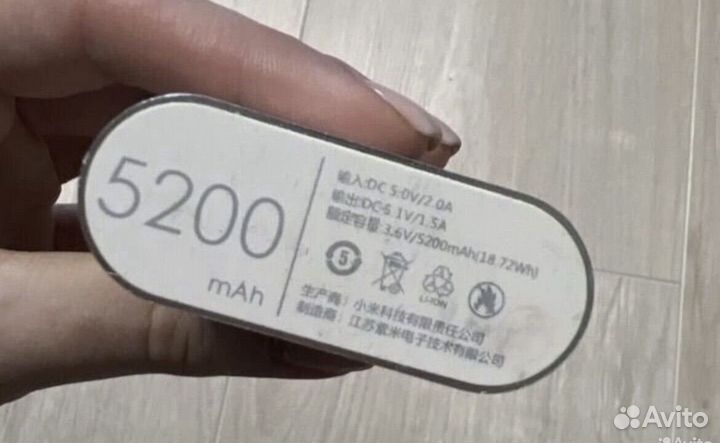 5200
mAh
输入:DC 5.0V/2.0A
输出:DC 5.1V/1.5A
额定容量:3.6V/5200mAh(18.72Wh)
5
LI-ION
生产商：小米科技有限责任公司
制造商：江苏紫米电子技术有限公司
Avito
Avito